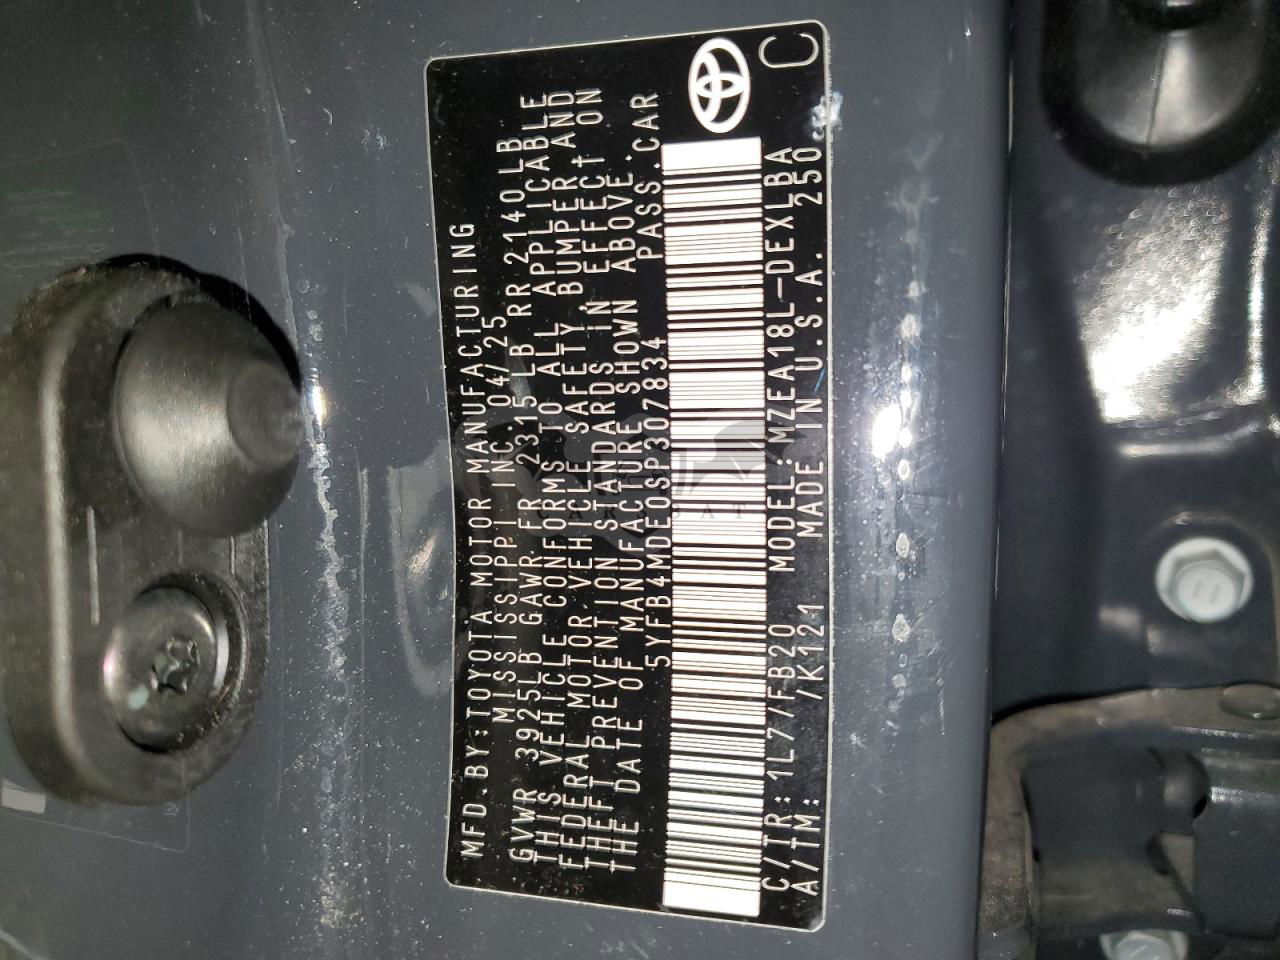 MFD.BY:TOYOTA MOTOR MANUFACTURING
MISSISSIPPI INC. 04/25
GVWR 3925LB GAWR FR 2315LB RR 2140LB
THIS VEHICLE CONFORMS TO ALL APPLICABLE
FEDERAL MOTOR VEHICLE SAFETY, BUMPER AND
THEFT PREVENTION STANDARDS IN EFFECT ON
THE DATE OF MANUFACTURE SHOWN ABOVE.
5YFB4MDE0SP307834 PASS.CAR
C/TR: 1L7/FB20 MODEL: MZEA18L-DEXLBA
A/TM: /K121 MADE IN U.S.A. 250
C